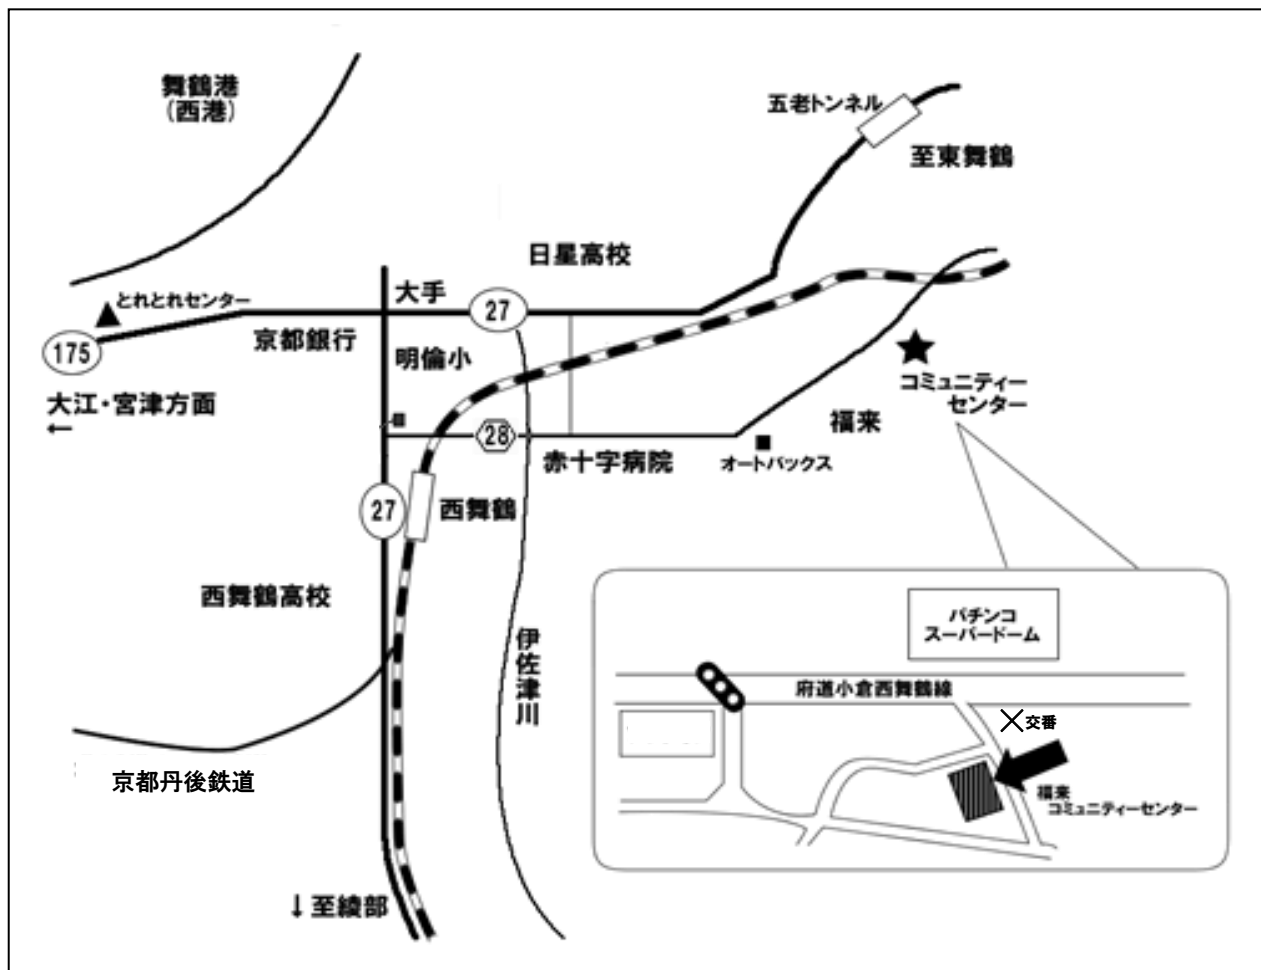 舞鶴港
(西港)
五老トンネル
至東舞鶴
日星高校
大手
とれとれセンター
27
京都銀行
175
明倫小
大江・宮津方面
←
コミュニティー
センター
福来
28
赤十字病院
オートバックス
27
西舞鶴
西舞鶴高校
伊佐津川
京都丹後鉄道
↓至綾部
パチンコ
スーパードーム
府道小倉西舞鶴線
交番
福来
コミュニティーセンター